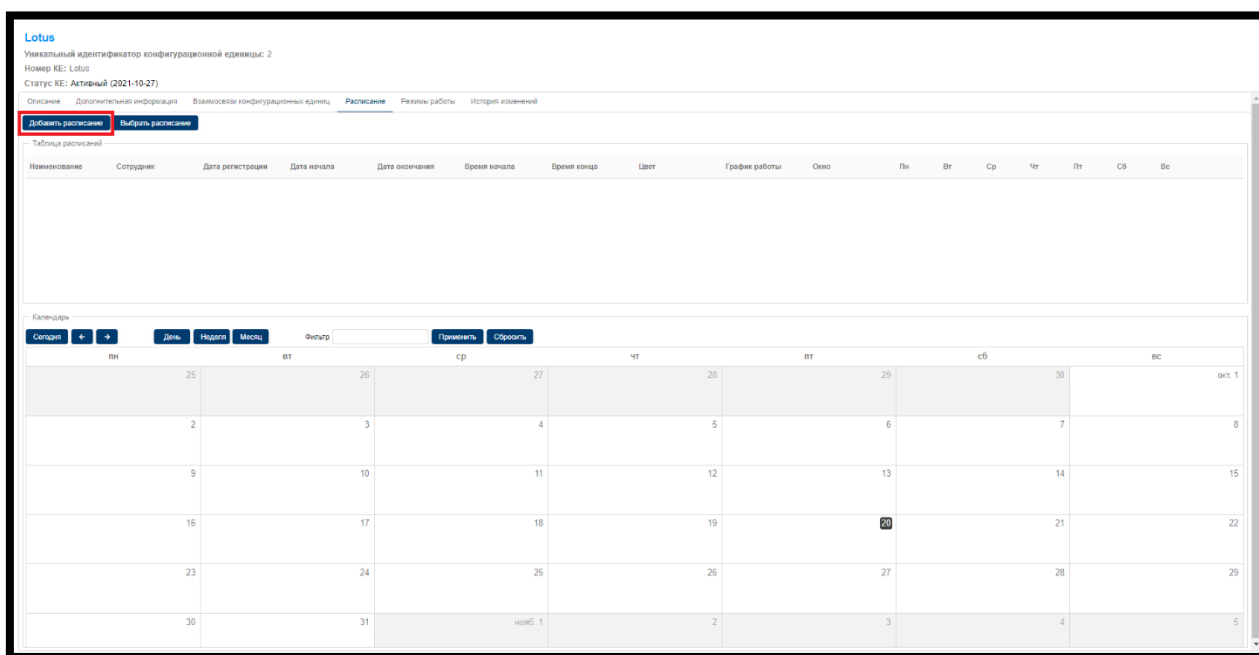 Lotus
Уникальный идентификатор конфигурационной единицы: 2
Номер КЕ: Lotus
Статус КЕ: Активный (2021-10-27)
Описание Дополнительная информация Взаимосвязи конфигурационных единиц Расписание Режимы работы История изменений
Добавить расписание Выбрать расписание
Таблица расписаний
Наименование Сотрудник Дата регистрации Дата начала Дата окончания Время начала Время конца Цвет График работы Окно Пн Вт Ср Чт Пт Сб Вс
Календарь
Сегодня ← → День Неделя Месяц Фильтр Применить Сбросить
пн вт ср чт пт сб вс
25 26 27 28 29 30 окт. 1
2 3 4 5 6 7 8
9 10 11 12 13 14 15
16 17 18 19 20 21 22
23 24 25 26 27 28 29
30 31 нояб. 1 2 3 4 5